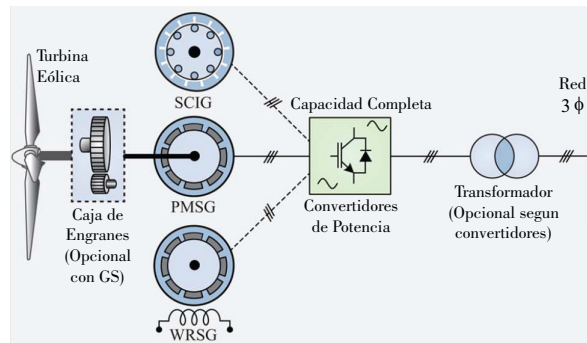 Turbina
Eólica
SCIG
Capacidad Completa
Red
3 ϕ
PMSG
Caja de
Engranes
(Opcional
con GS)
Convertidores
de Potencia
Transformador
(Opcional segun
convertidores)
WRSG